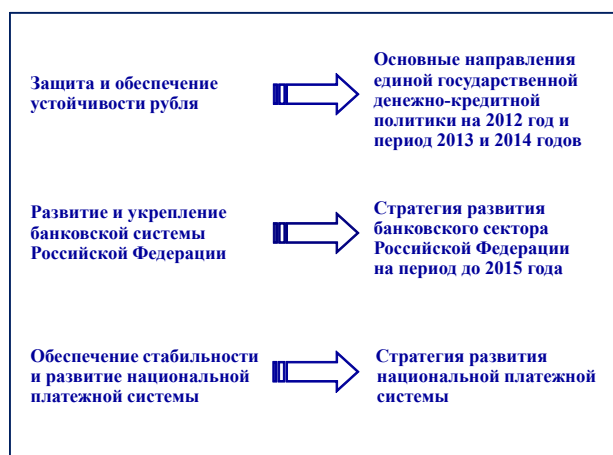 Защита и обеспечение
устойчивости рубля
Основные направления
единой государственной
денежно-кредитной
политики на 2012 год и
период 2013 и 2014 годов
Развитие и укрепление
банковской системы
Российской Федерации
Стратегия развития
банковского сектора
Российской Федерации
на период до 2015 года
Обеспечение стабильности
и развитие национальной
платежной системы
Стратегия развития
национальной платежной
системы